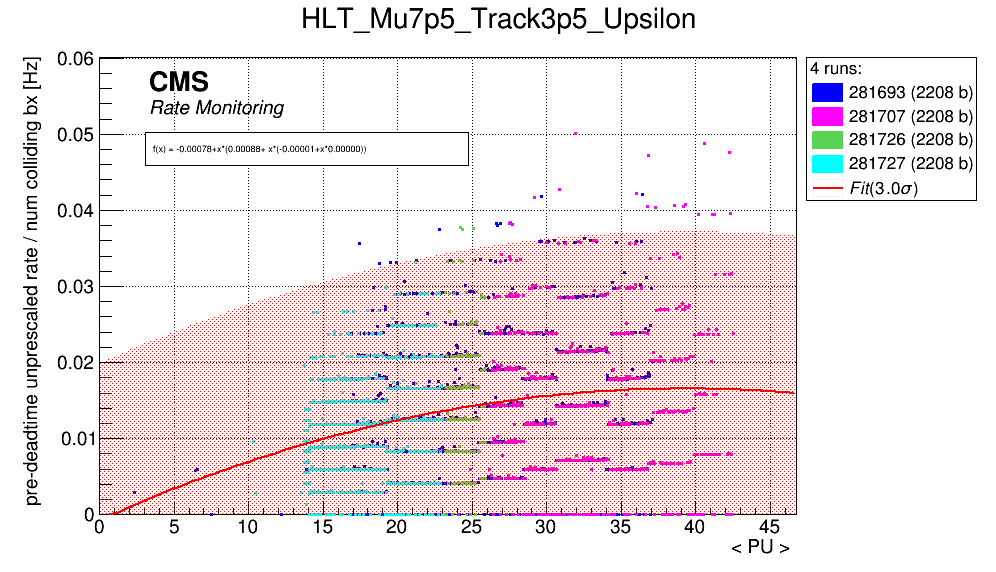 HLT_Mu7p5_Track3p5_Upsilon
pre-deadtime unprescaled rate / num colliding bx [Hz]
0.06
0.05
0.04
0.03
0.02
0.01
0
CMS
Rate Monitoring
f(x) = -0.00078+x*(0.00088+ x*(-0.00001+x*0.00000))
4 runs:
281693 (2208 b)
281707 (2208 b)
281726 (2208 b)
281727 (2208 b)
Fit(3.0σ)
0 5 10 15 20 25 30 35 40 45
< PU >